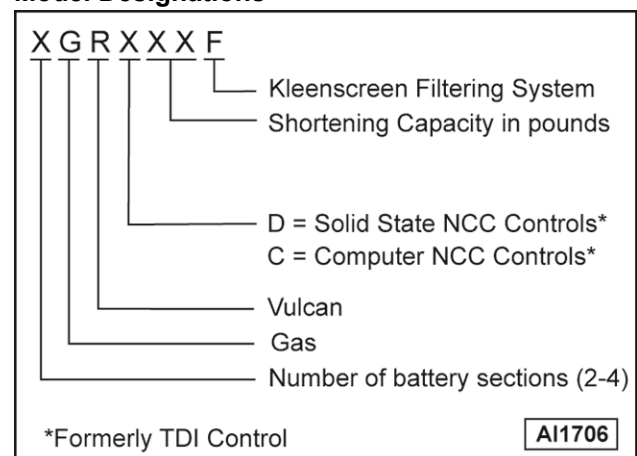 Model Designations
X G R X X X F
Kleenscreen Filtering System
Shortening Capacity in pounds
D = Solid State NCC Controls*
C = Computer NCC Controls*
Vulcan
Gas
Number of battery sections (2-4)
*Formerly TDI Control
AI1706